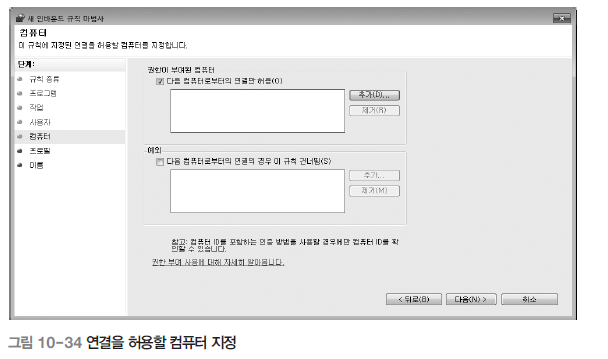 새 인바운드 규칙 마법사
컴퓨터
이 규칙에 지정된 연결을 허용할 컴퓨터를 지정합니다.
단계:
규칙 종류
프로그램
작업
사용자
컴퓨터
프로필
이름
권한이 부여된 컴퓨터
다음 컴퓨터로부터의 연결만 허용(O)
추가(D)...
제거(R)
예외
다음 컴퓨터로부터의 연결의 경우 이 규칙 건너뜀(S)
추가...
제거(M)
참고: 컴퓨터 ID를 포함하는 인증 방법을 사용할 경우에만 컴퓨터 ID를 확
인할 수 있습니다.
권한 부여 사용에 대해 자세히 알아봅니다.
< 뒤로(B)
다음(N) >
취소
그림 10-34 연결을 허용할 컴퓨터 지정